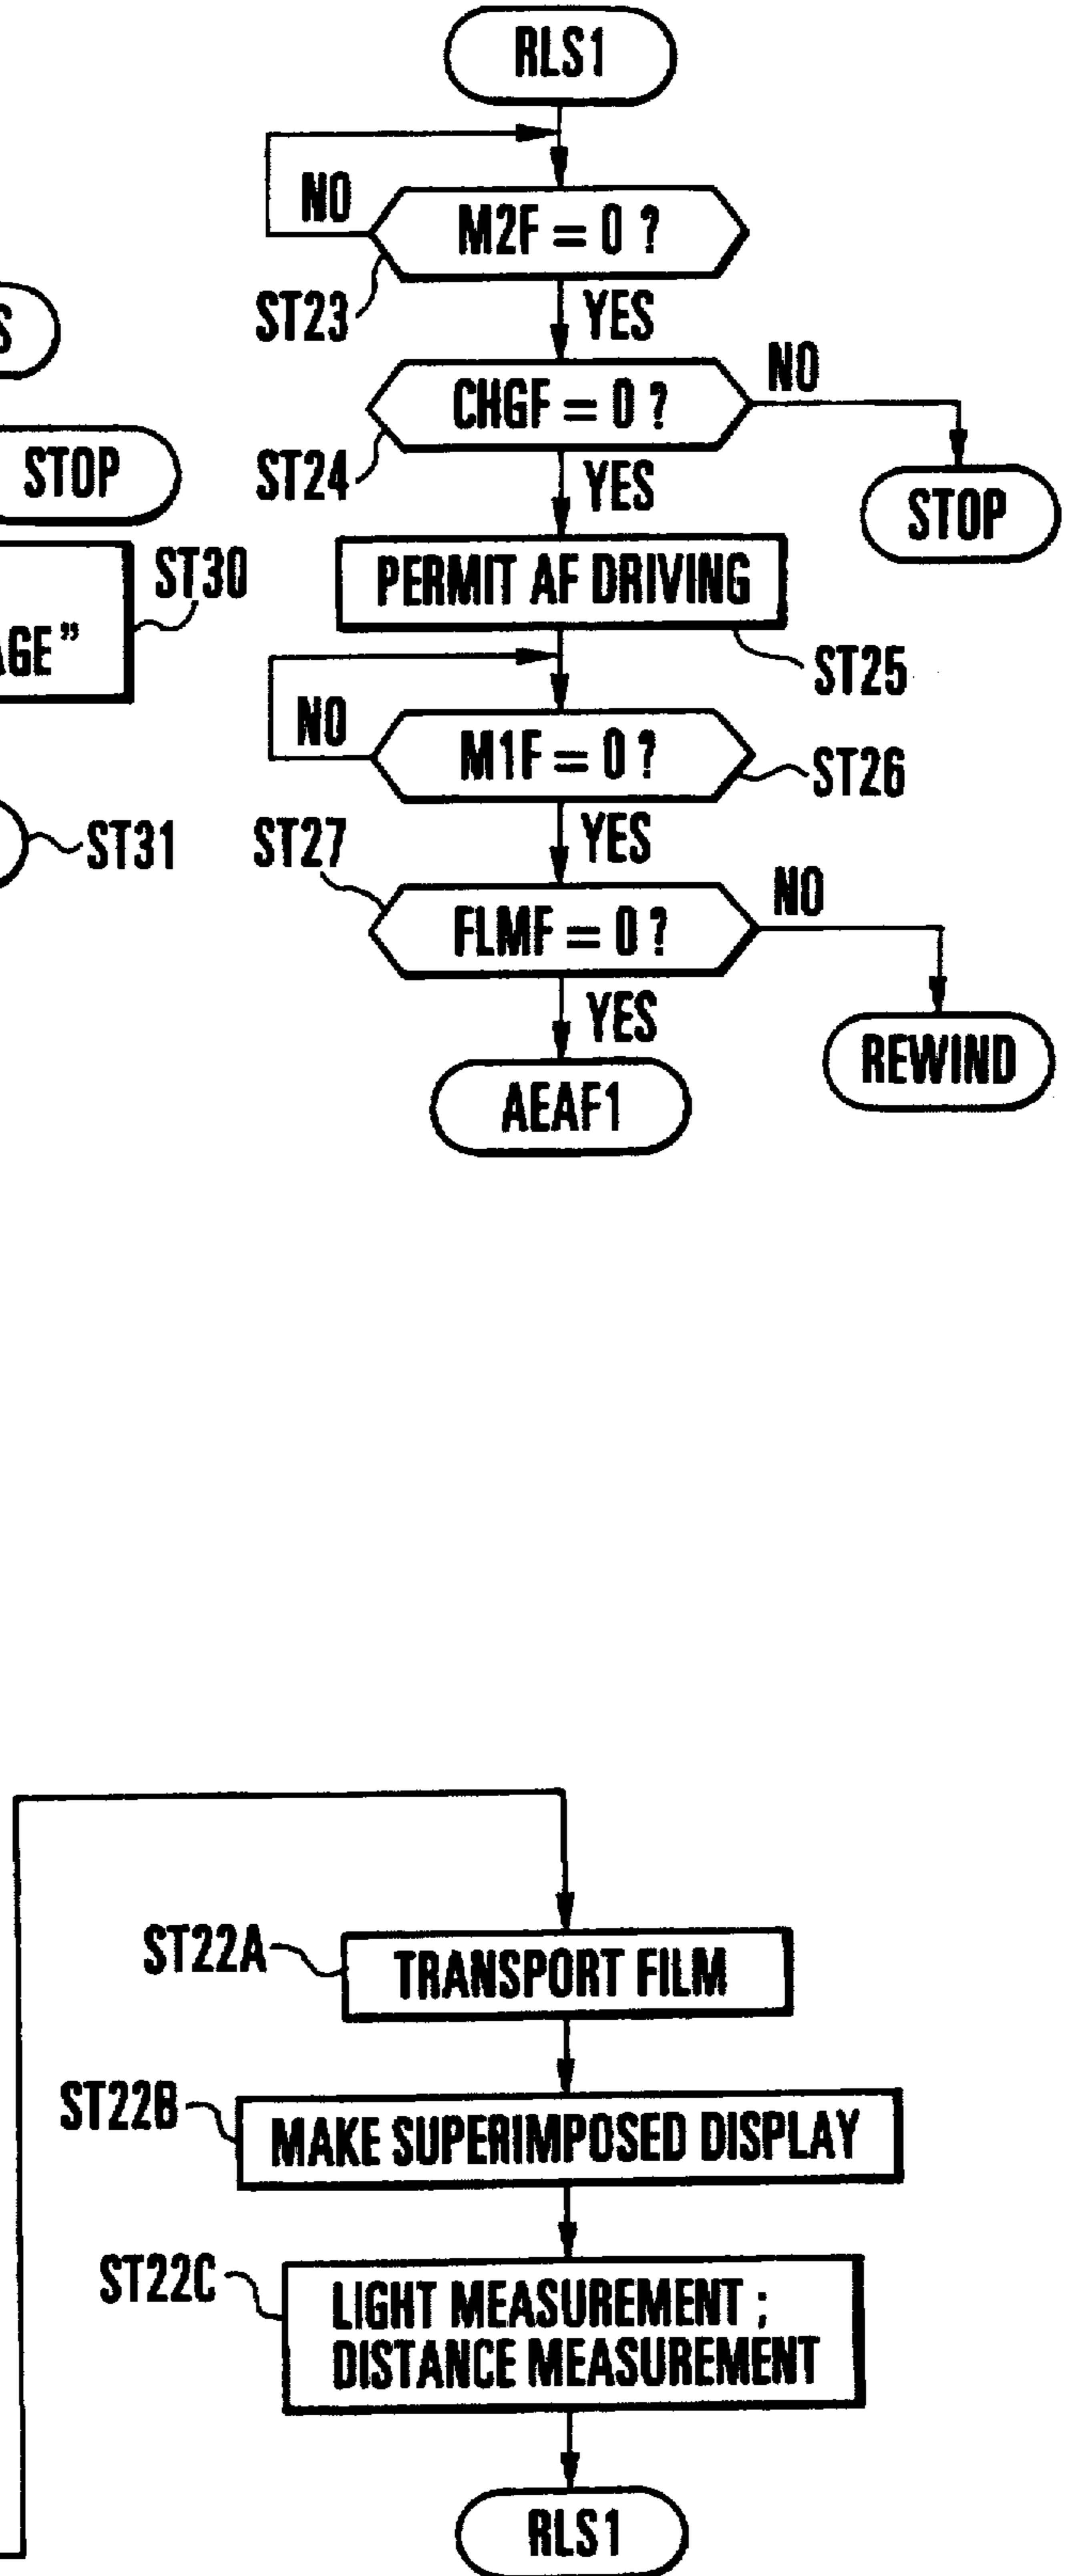 RLS1
NO
M2F = 0 ?
ST23
YES
S
CHGF = 0 ?
NO
ST24
YES
STOP
STOP
PERMIT AF DRIVING
ST30
AGE”
ST25
NO
M1F = 0 ?
ST26
ST31
ST27
YES
FLMF = 0 ?
NO
YES
AEAF1
REWIND
ST22A
TRANSPORT FILM
ST22B
MAKE SUPERIMPOSED DISPLAY
ST22C
LIGHT MEASUREMENT ;
DISTANCE MEASUREMENT
RLS1